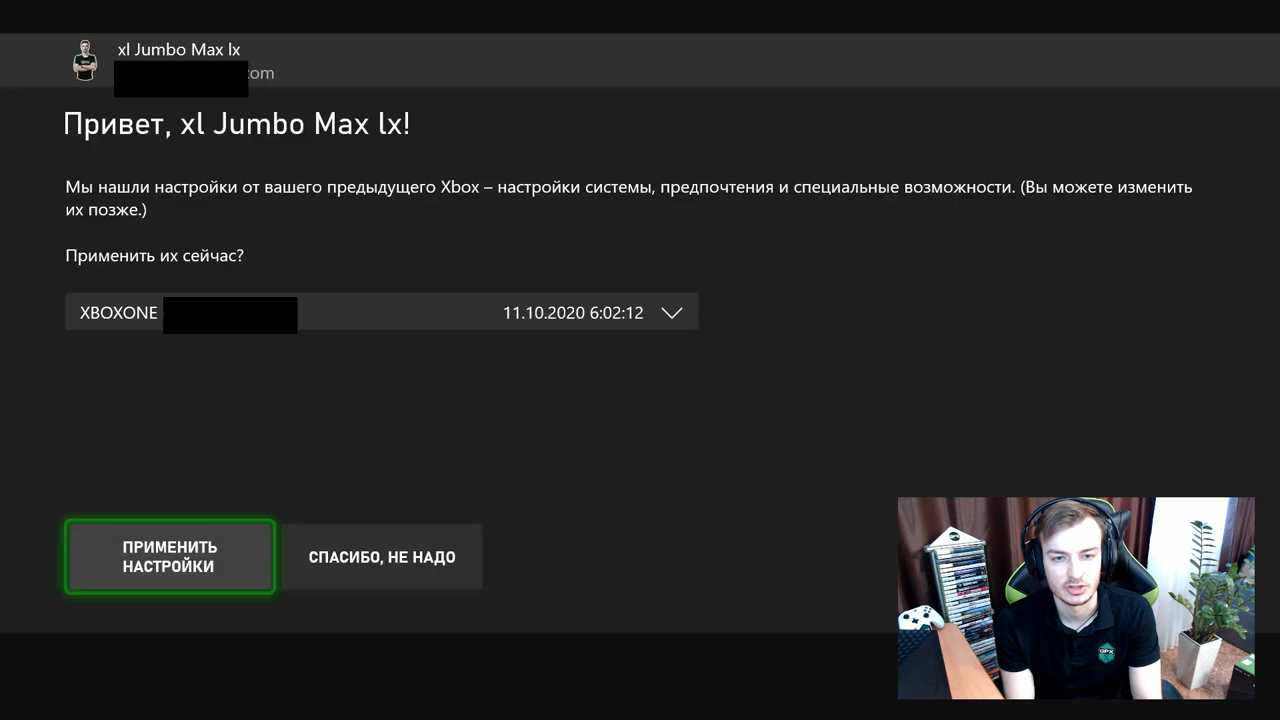 xl Jumbo Max lx
com
Привет, xl Jumbo Max lx!
Мы нашли настройки от вашего предыдущего Xbox – настройки системы, предпочтения и специальные возможности. (Вы можете изменить
их позже.)
Применить их сейчас?
XBOXONE 11.10.2020 6:02:12
ПРИМЕНИТЬ
НАСТРОЙКИ
СПАСИБО, НЕ НАДО
GPX